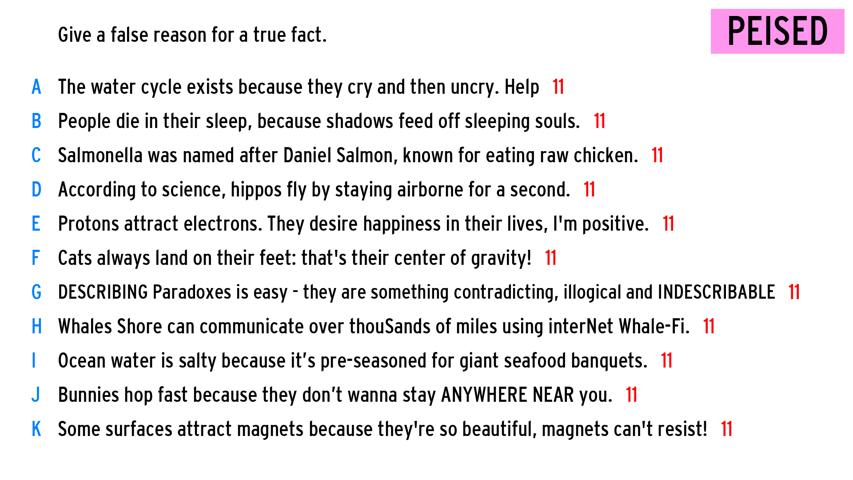 Give a false reason for a true fact.
PEISED
A The water cycle exists because they cry and then uncry. Help 11
B People die in their sleep, because shadows feed off sleeping souls. 11
C Salmonella was named after Daniel Salmon, known for eating raw chicken. 11
D According to science, hippos fly by staying airborne for a second. 11
E Protons attract electrons. They desire happiness in their lives, I'm positive. 11
F Cats always land on their feet: that's their center of gravity! 11
G DESCRIBING Paradoxes is easy - they are something contradicting, illogical and INDESCRIBABLE 11
H Whales Shore can communicate over thouSands of miles using interNet Whale-Fi. 11
I Ocean water is salty because it’s pre-seasoned for giant seafood banquets. 11
J Bunnies hop fast because they don’t wanna stay ANYWHERE NEAR you. 11
K Some surfaces attract magnets because they're so beautiful, magnets can't resist! 11